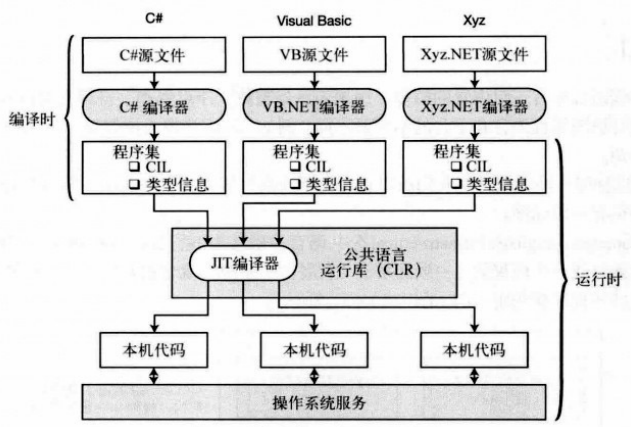 C#
Visual Basic
Xyz
C#源文件
VB源文件
Xyz.NET源文件
编译时
C# 编译器
VB.NET编译器
Xyz.NET编译器
程序集
❏ CIL
❏ 类型信息
程序集
❏ CIL
❏ 类型信息
程序集
❏ CIL
❏ 类型信息
JIT编译器
公共语言
运行库（CLR）
运行时
本机代码
本机代码
本机代码
操作系统服务